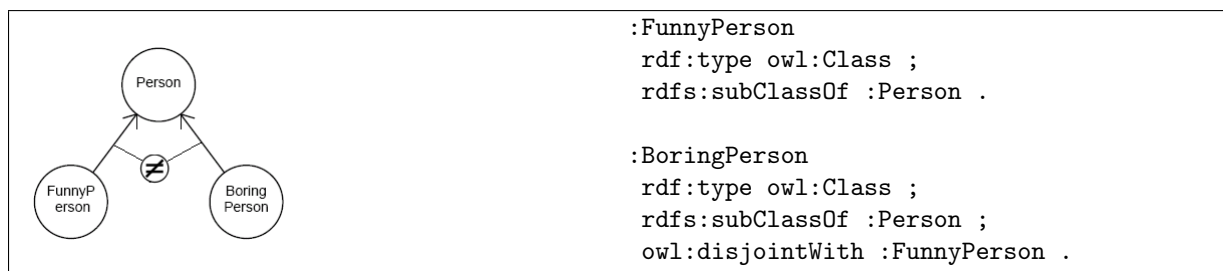 Person
≠
FunnyP
erson
Boring
Person
:FunnyPerson
rdf:type owl:Class ;
rdfs:subClassOf :Person .
:BoringPerson
rdf:type owl:Class ;
rdfs:subClassOf :Person ;
owl:disjointWith :FunnyPerson .